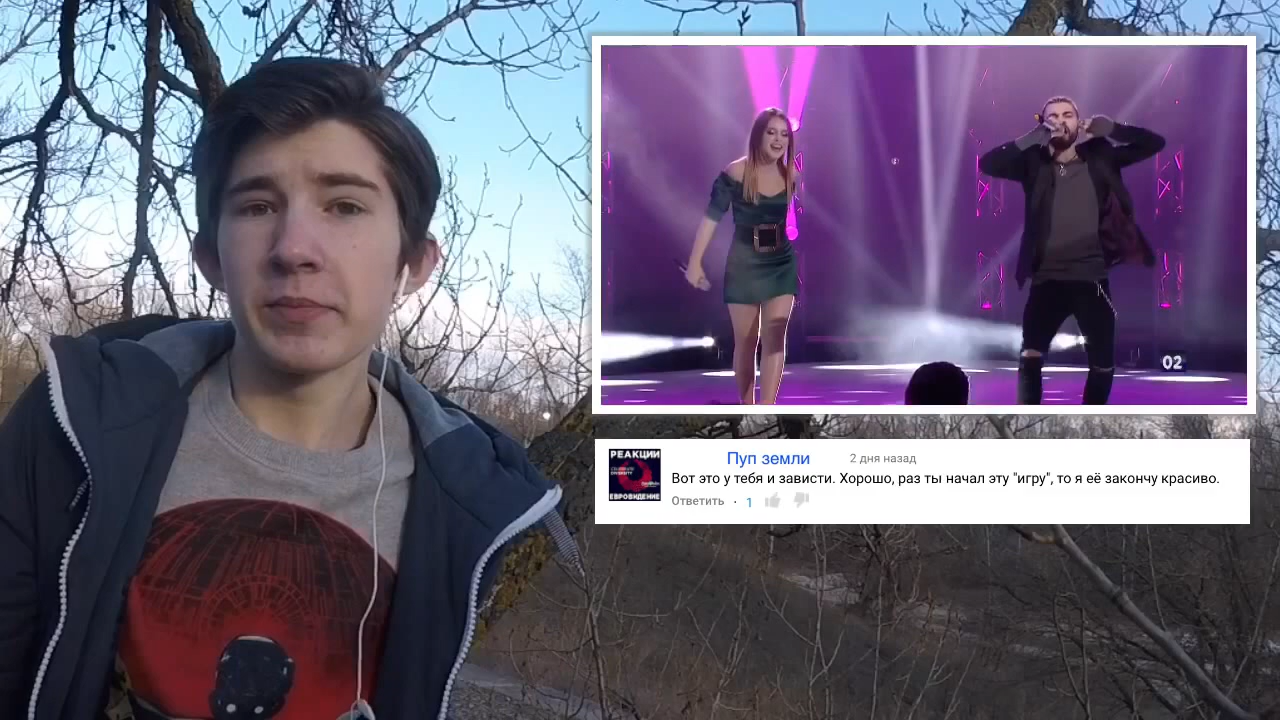 02
РЕАКЦИИ
ЕВРОВИДЕНИЕ
Пуп земли 2 дня назад
Вот это у тебя и зависти. Хорошо, раз ты начал эту "игру", то я её закончу красиво.
Ответить · 1